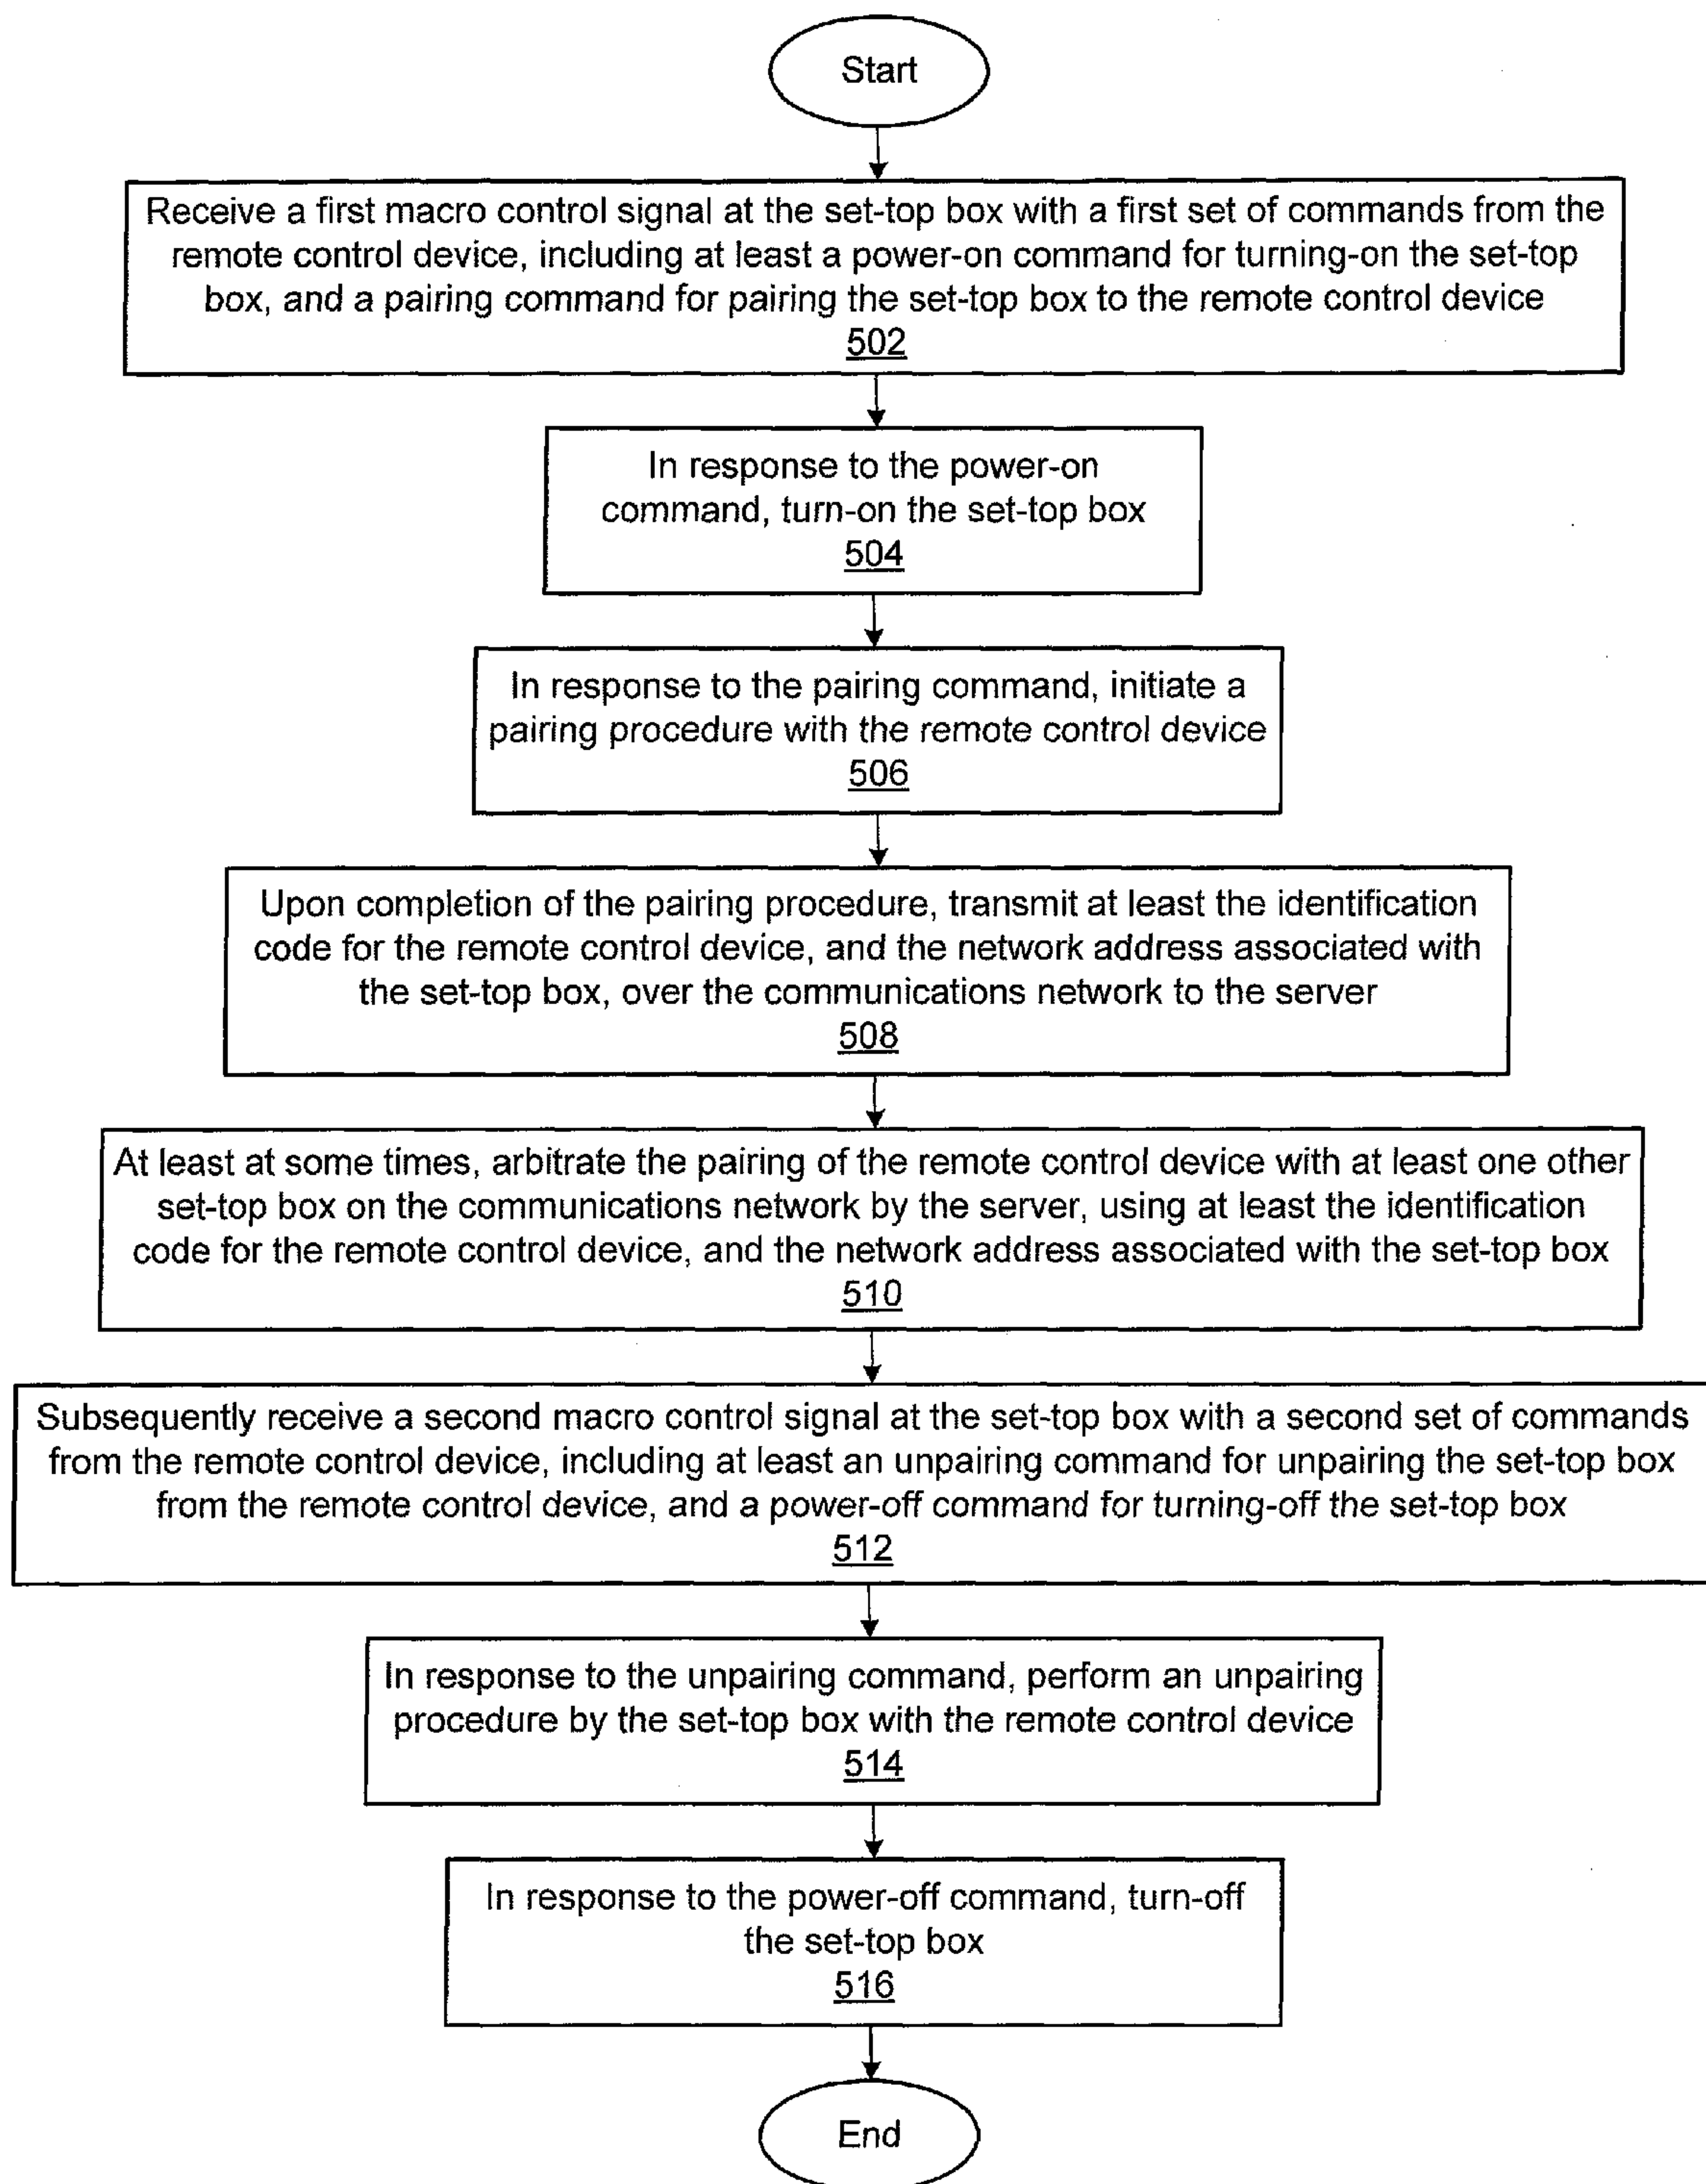 Start
Receive a first macro control signal at the set-top box with a first set of commands from the
remote control device, including at least a power-on command for turning-on the set-top
box, and a pairing command for pairing the set-top box to the remote control device
502
In response to the power-on
command, turn-on the set-top box
504
In response to the pairing command, initiate a
pairing procedure with the remote control device
506
Upon completion of the pairing procedure, transmit at least the identification
code for the remote control device, and the network address associated with
the set-top box, over the communications network to the server
508
At least at some times, arbitrate the pairing of the remote control device with at least one other
set-top box on the communications network by the server, using at least the identification
code for the remote control device, and the network address associated with the set-top box
510
Subsequently receive a second macro control signal at the set-top box with a second set of commands
from the remote control device, including at least an unpairing command for unpairing the set-top box
from the remote control device, and a power-off command for turning-off the set-top box
512
In response to the unpairing command, perform an unpairing
procedure by the set-top box with the remote control device
514
In response to the power-off command, turn-off
the set-top box
516
End